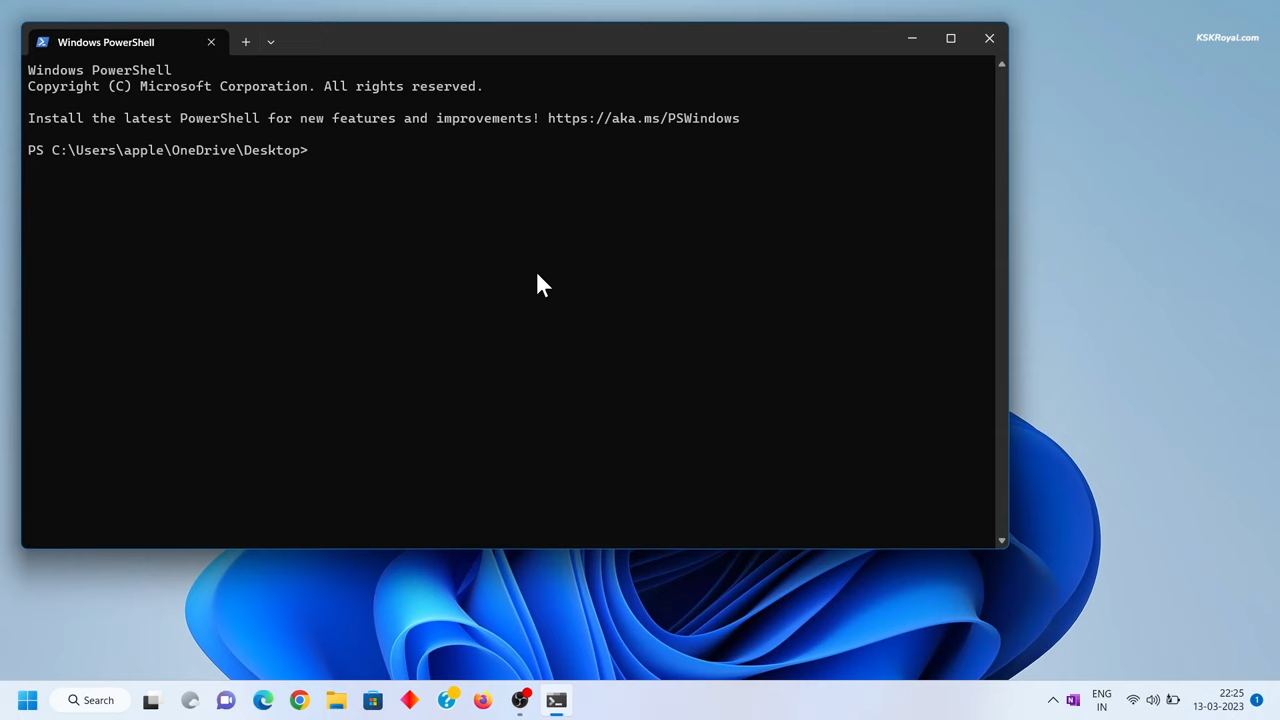 Windows PowerShell
KSKRoyal.com
Windows PowerShell
Copyright (C) Microsoft Corporation. All rights reserved.
Install the latest PowerShell for new features and improvements! https://aka.ms/PSWindows
PS C:\Users\apple\OneDrive\Desktop>
Search
ENG
IN
22:25
13-03-2023
1